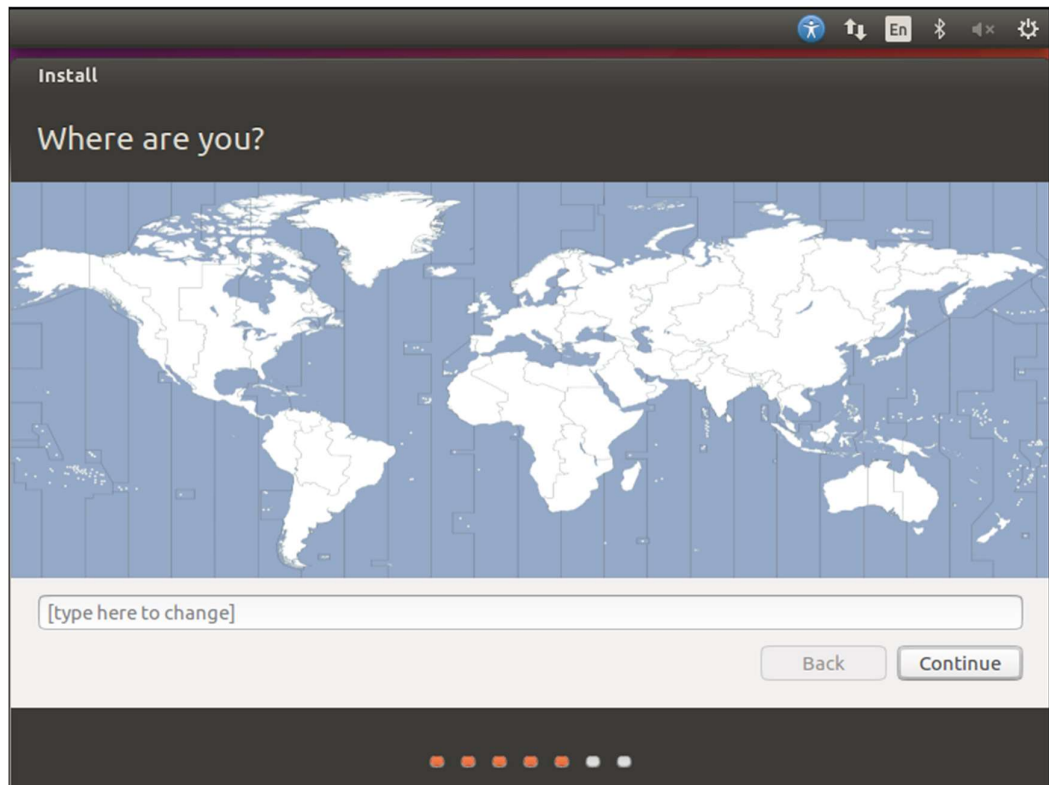 En
Install
Where are you?
[type here to change]
Back
Continue